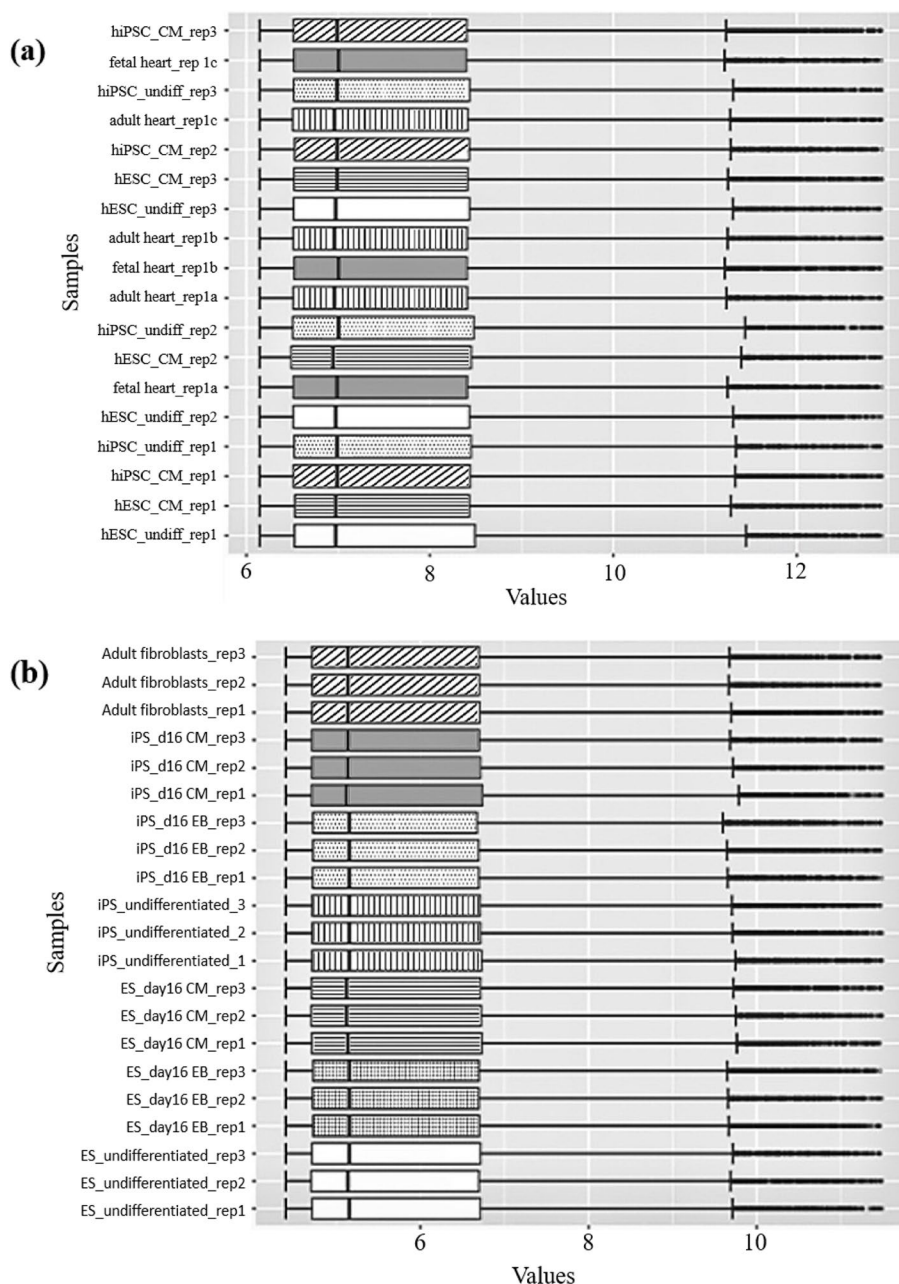 (a)
Samples
hiPSC_CM_rep3
fetal heart_rep 1c
hiPSC_undiff_rep3
adult heart_rep1c
hiPSC_CM_rep2
hESC_CM_rep3
hESC_undiff_rep3
adult heart_rep1b
fetal heart_rep1b
adult heart_rep1a
hiPSC_undiff_rep2
hESC_CM_rep2
fetal heart_rep1a
hESC_undiff_rep2
hiPSC_undiff_rep1
hiPSC_CM_rep1
hESC_CM_rep1
hESC_undiff_rep1
6 8 10 12
Values
(b)
Samples
Adult fibroblasts_rep3
Adult fibroblasts_rep2
Adult fibroblasts_rep1
iPS_d16 CM_rep3
iPS_d16 CM_rep2
iPS_d16 CM_rep1
iPS_d16 EB_rep3
iPS_d16 EB_rep2
iPS_d16 EB_rep1
iPS_undifferentiated_3
iPS_undifferentiated_2
iPS_undifferentiated_1
ES_day16 CM_rep3
ES_day16 CM_rep2
ES_day16 CM_rep1
ES_day16 EB_rep3
ES_day16 EB_rep2
ES_day16 EB_rep1
ES_undifferentiated_rep3
ES_undifferentiated_rep2
ES_undifferentiated_rep1
6 8 10
Values